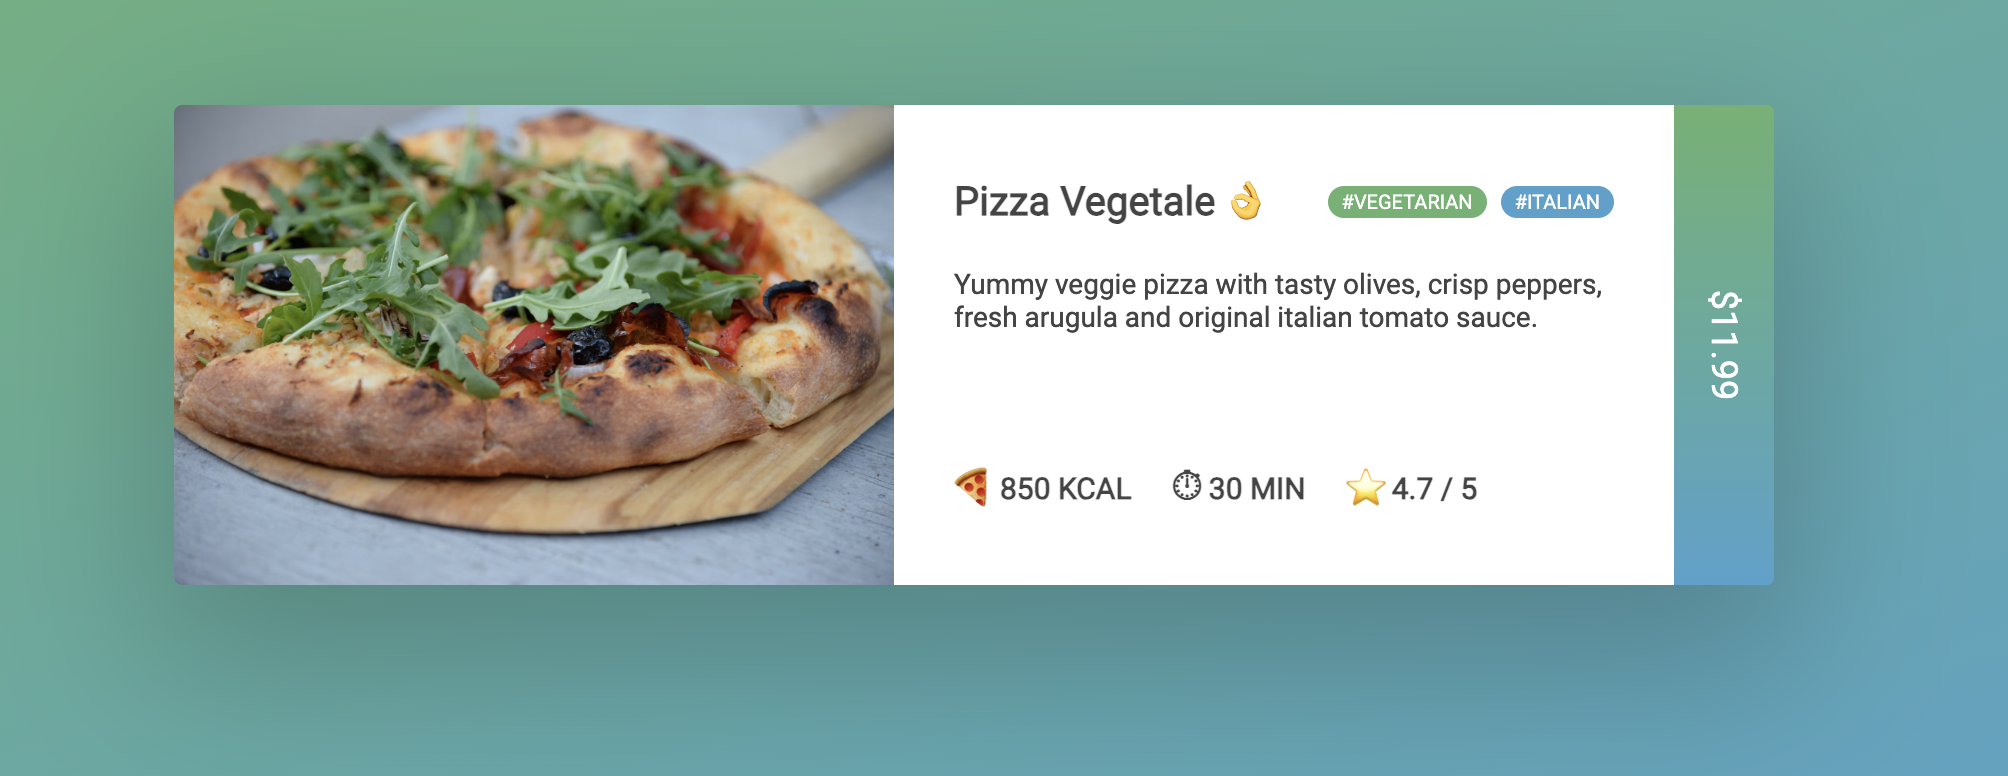 Pizza Vegetale 👌
#VEGETARIAN
#ITALIAN
Yummy veggie pizza with tasty olives, crisp peppers,
fresh arugula and original italian tomato sauce.
🍕 850 KCAL
⏱ 30 MIN
⭐ 4.7 / 5
$11.99